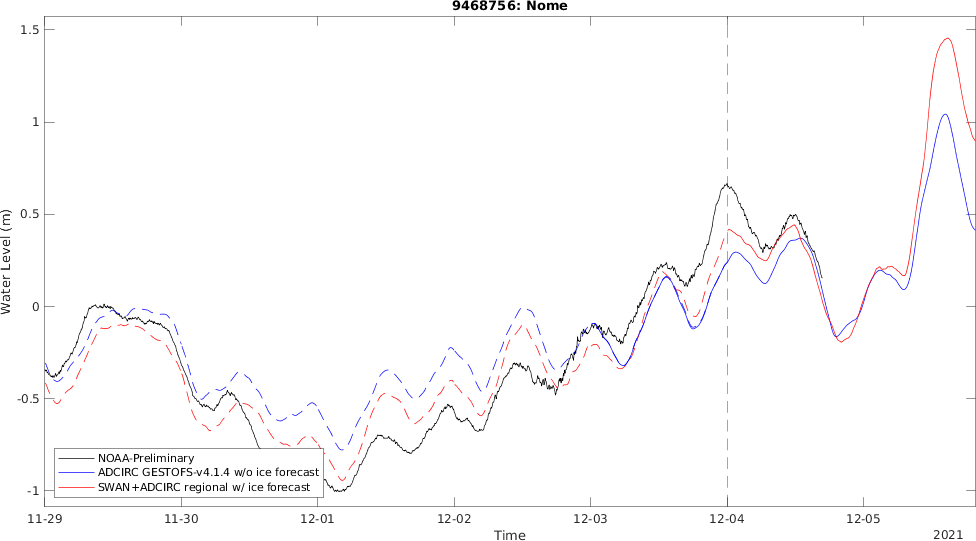 9468756: Nome
1.5
1
0.5
0
-0.5
-1
Water Level (m)
NOAA-Preliminary
ADCIRC GESTOFS-v4.1.4 w/o ice forecast
SWAN+ADCIRC regional w/ ice forecast
11-29 11-30 12-01 12-02 12-03 12-04 12-05
Time
2021